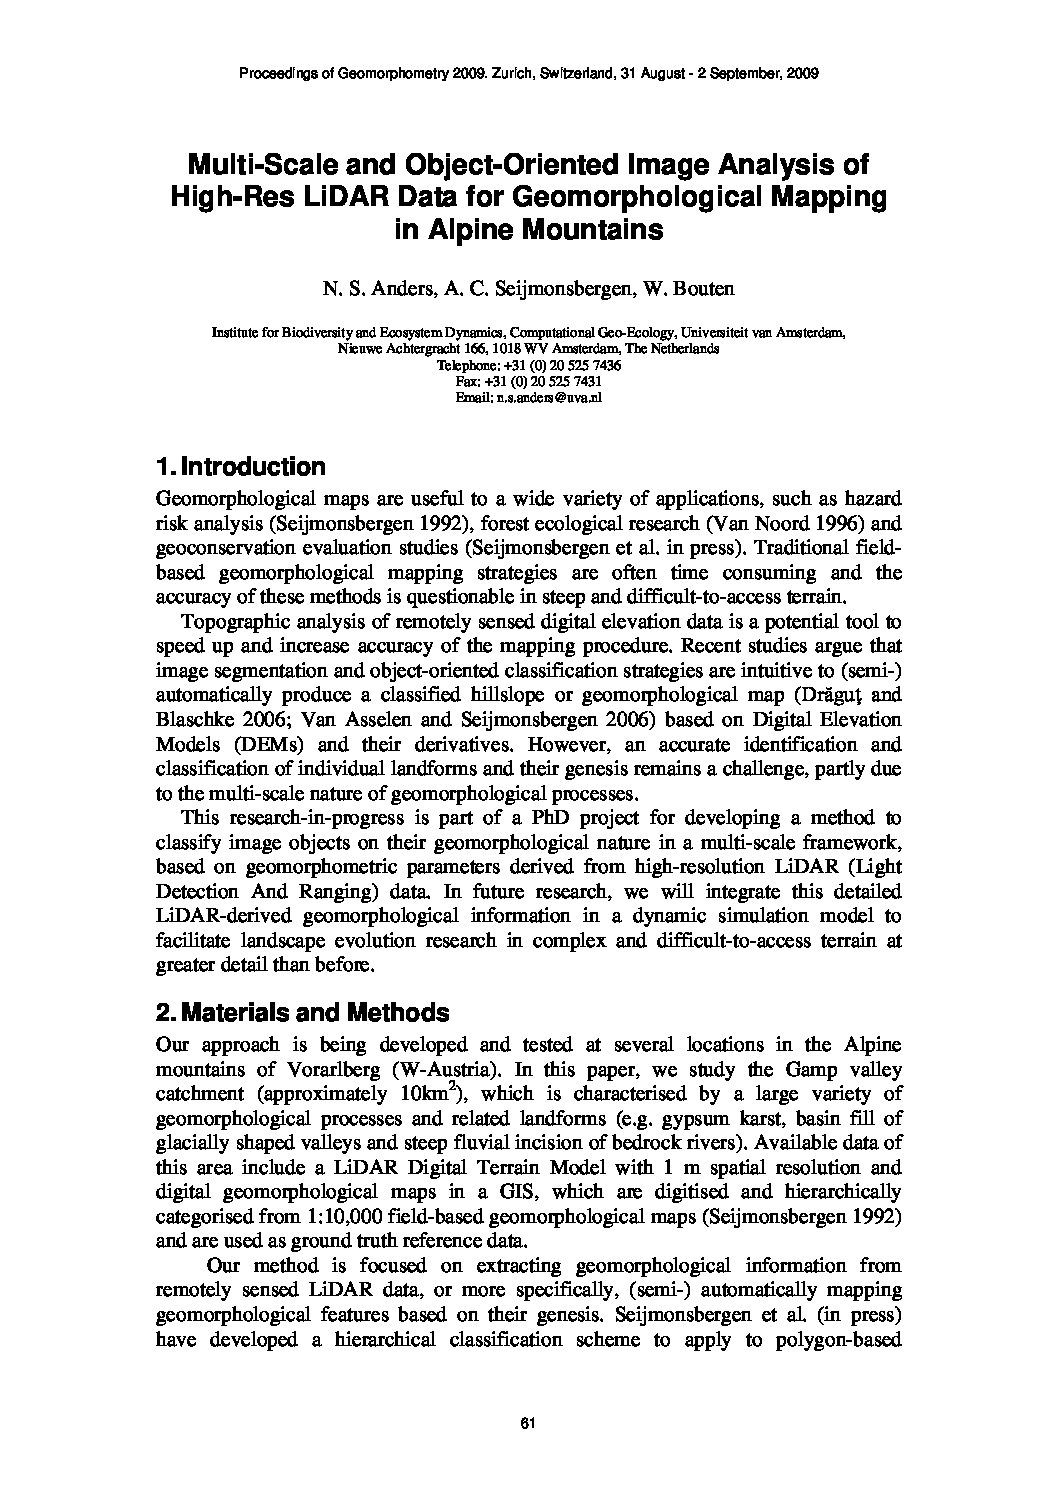 Proceedings of Geomorphometry 2009. Zurich, Switzerland, 31 August - 2 September, 2009
Multi-Scale and Object-Oriented Image Analysis of
High-Res LiDAR Data for Geomorphological Mapping
in Alpine Mountains
N. S. Anders, A. C. Seijmonsbergen, W. Bouten
Institute for Biodiversity and Ecosystem Dynamics, Computational Geo-Ecology, Universiteit van Amsterdam,
Nieuwe Achtergracht 166, 1018 WV Amsterdam, The Netherlands
Telephone: +31 (0) 20 525 7436
Fax: +31 (0) 20 525 7431
Email: n.s.anders@uva.nl
1. Introduction
Geomorphological maps are useful to a wide variety of applications, such as hazard
risk analysis (Seijmonsbergen 1992), forest ecological research (Van Noord 1996) and
geoconservation evaluation studies (Seijmonsbergen et al. in press). Traditional field-
based geomorphological mapping strategies are often time consuming and the
accuracy of these methods is questionable in steep and difficult-to-access terrain.
Topographic analysis of remotely sensed digital elevation data is a potential tool to
speed up and increase accuracy of the mapping procedure. Recent studies argue that
image segmentation and object-oriented classification strategies are intuitive to (semi-)
automatically produce a classified hillslope or geomorphological map (Drăguţ and
Blaschke 2006; Van Asselen and Seijmonsbergen 2006) based on Digital Elevation
Models (DEMs) and their derivatives. However, an accurate identification and
classification of individual landforms and their genesis remains a challenge, partly due
to the multi-scale nature of geomorphological processes.
This research-in-progress is part of a PhD project for developing a method to
classify image objects on their geomorphological nature in a multi-scale framework,
based on geomorphometric parameters derived from high-resolution LiDAR (Light
Detection And Ranging) data. In future research, we will integrate this detailed
LiDAR-derived geomorphological information in a dynamic simulation model to
facilitate landscape evolution research in complex and difficult-to-access terrain at
greater detail than before.
2. Materials and Methods
Our approach is being developed and tested at several locations in the Alpine
mountains of Vorarlberg (W-Austria). In this paper, we study the Gamp valley
catchment (approximately 10km²), which is characterised by a large variety of
geomorphological processes and related landforms (e.g. gypsum karst, basin fill of
glacially shaped valleys and steep fluvial incision of bedrock rivers). Available data of
this area include a LiDAR Digital Terrain Model with 1 m spatial resolution and
digital geomorphological maps in a GIS, which are digitised and hierarchically
categorised from 1:10,000 field-based geomorphological maps (Seijmonsbergen 1992)
and are used as ground truth reference data.
Our method is focused on extracting geomorphological information from
remotely sensed LiDAR data, or more specifically, (semi-) automatically mapping
geomorphological features based on their genesis. Seijmonsbergen et al. (in press)
have developed a hierarchical classification scheme to apply to polygon-based
61